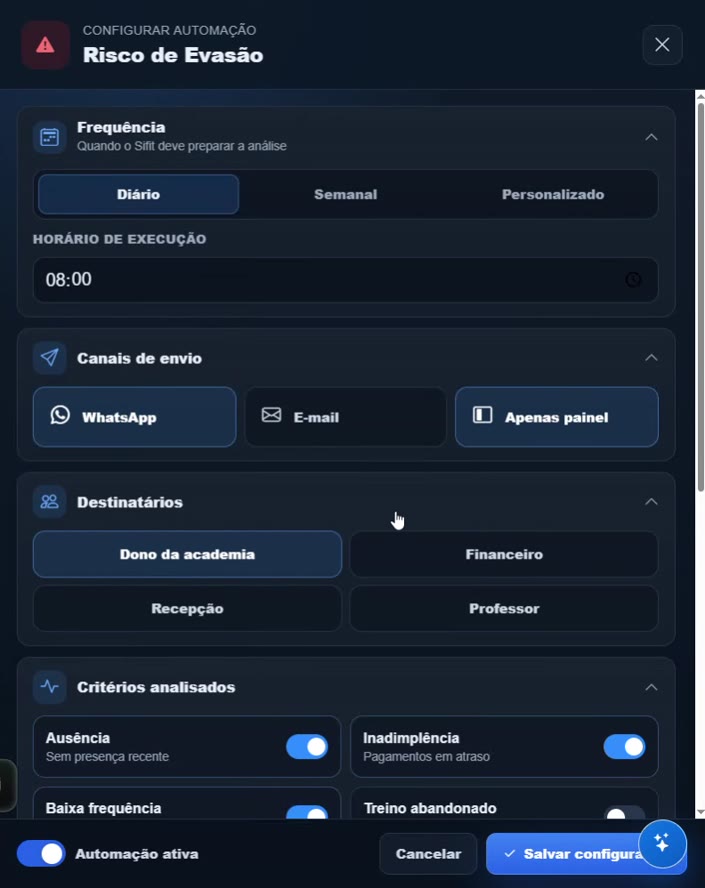 CONFIGURAR AUTOMAÇÃO
Risco de Evasão
Frequência
Quando o Sifit deve preparar a análise
Diário
Semanal
Personalizado
HORÁRIO DE EXECUÇÃO
08:00
Canais de envio
WhatsApp
E-mail
Apenas painel
Destinatários
Dono da academia
Financeiro
Recepção
Professor
Critérios analisados
Ausência
Sem presença recente
Inadimplência
Pagamentos em atraso
Baixa frequência
Treino abandonado
Automação ativa
Cancelar
Salvar configura